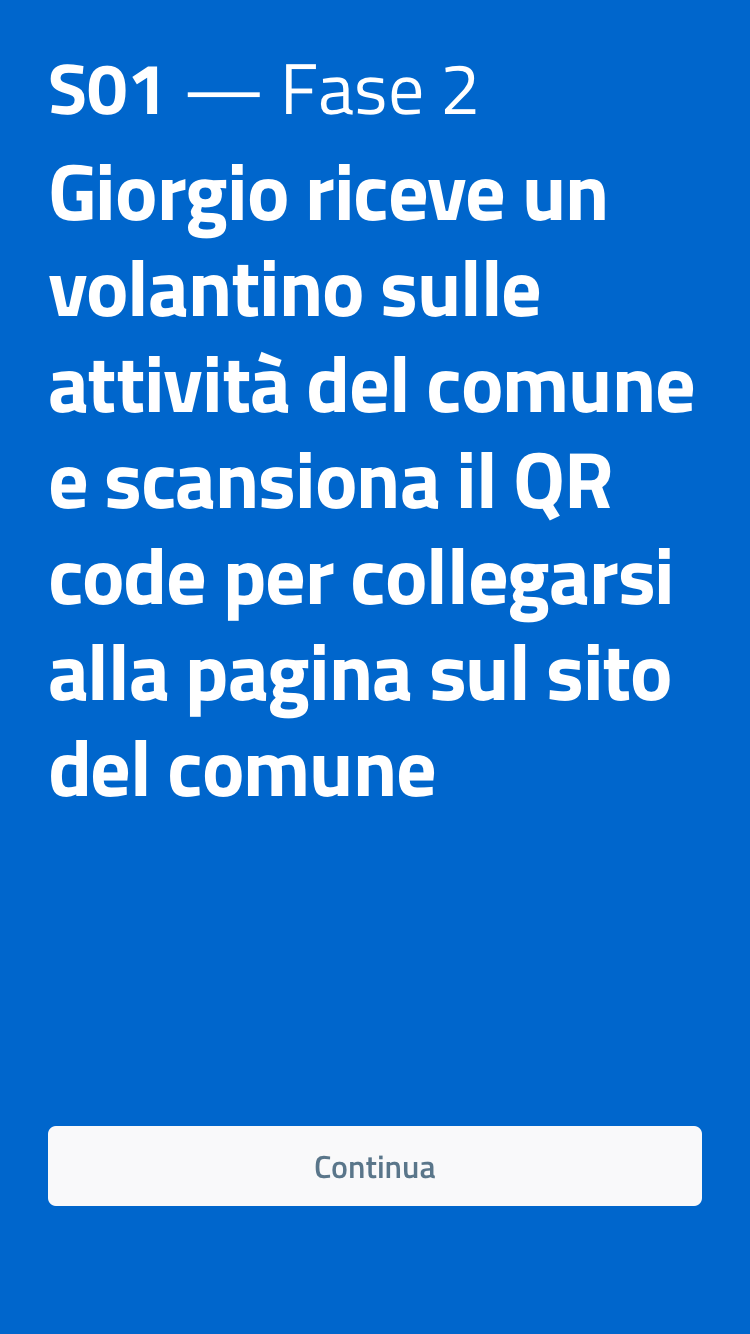 S01 — Fase 2
Giorgio riceve un
volantino sulle
attività del comune
e scansiona il QR
code per collegarsi
alla pagina sul sito
del comune
Continua